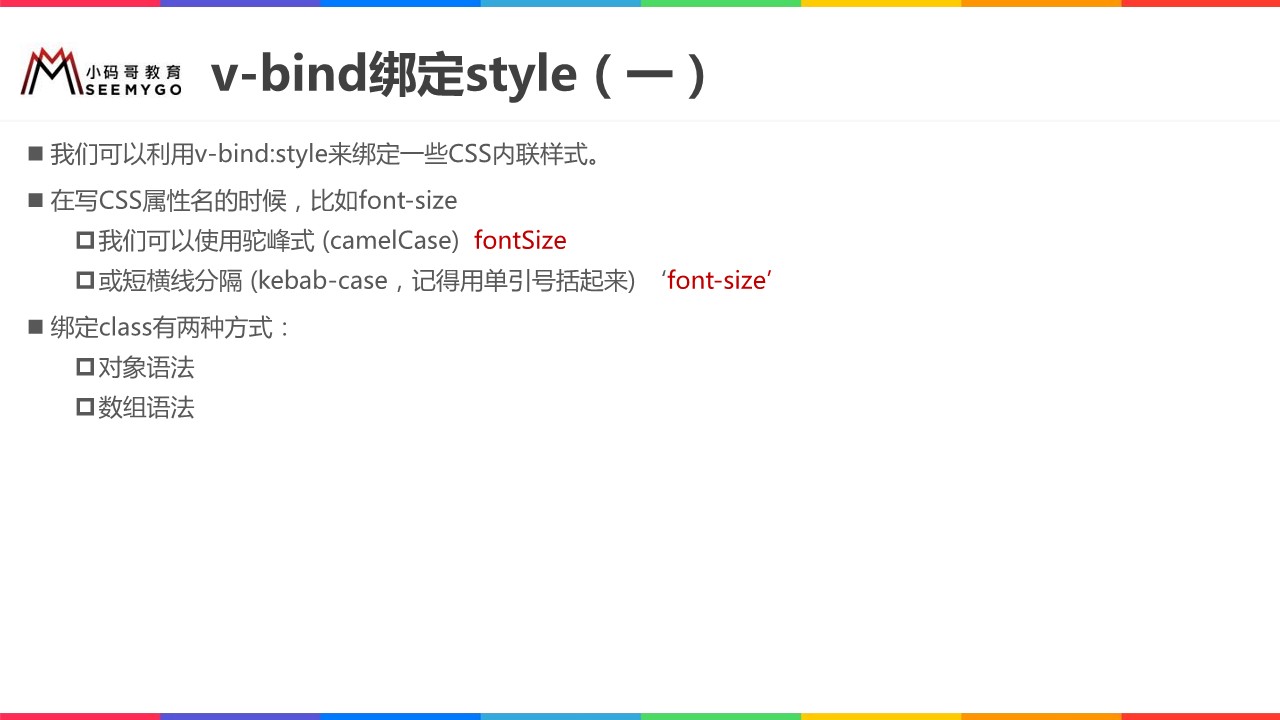 小码哥教育
SEEMYGO
v-bind绑定style（一）
我们可以利用v-bind:style来绑定一些CSS内联样式。
在写CSS属性名的时候，比如font-size
我们可以使用驼峰式 (camelCase)  fontSize
或短横线分隔 (kebab-case，记得用单引号括起来)  ‘font-size’
绑定class有两种方式：
对象语法
数组语法